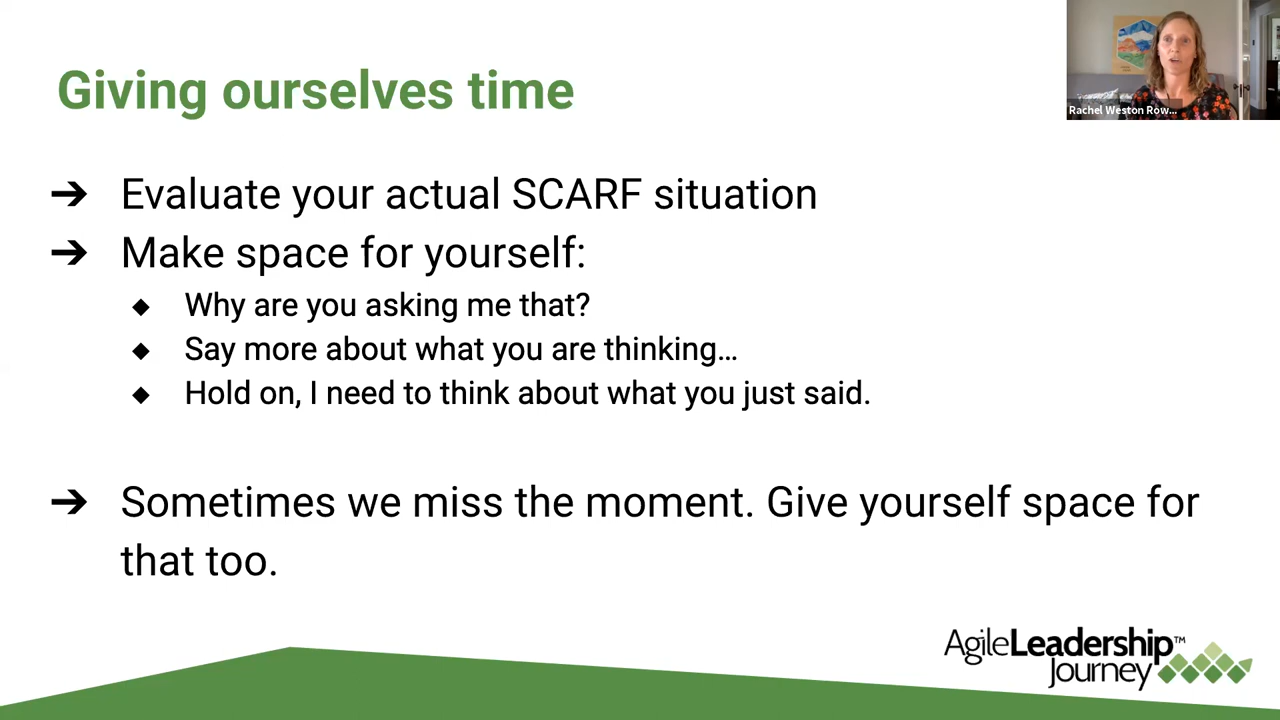 Giving ourselves time
Rachel Weston Row...
➔ Evaluate your actual SCARF situation
➔ Make space for yourself:
◆ Why are you asking me that?
◆ Say more about what you are thinking…
◆ Hold on, I need to think about what you just said.
➔ Sometimes we miss the moment. Give yourself space for
that too.
AgileLeadership™
Journey